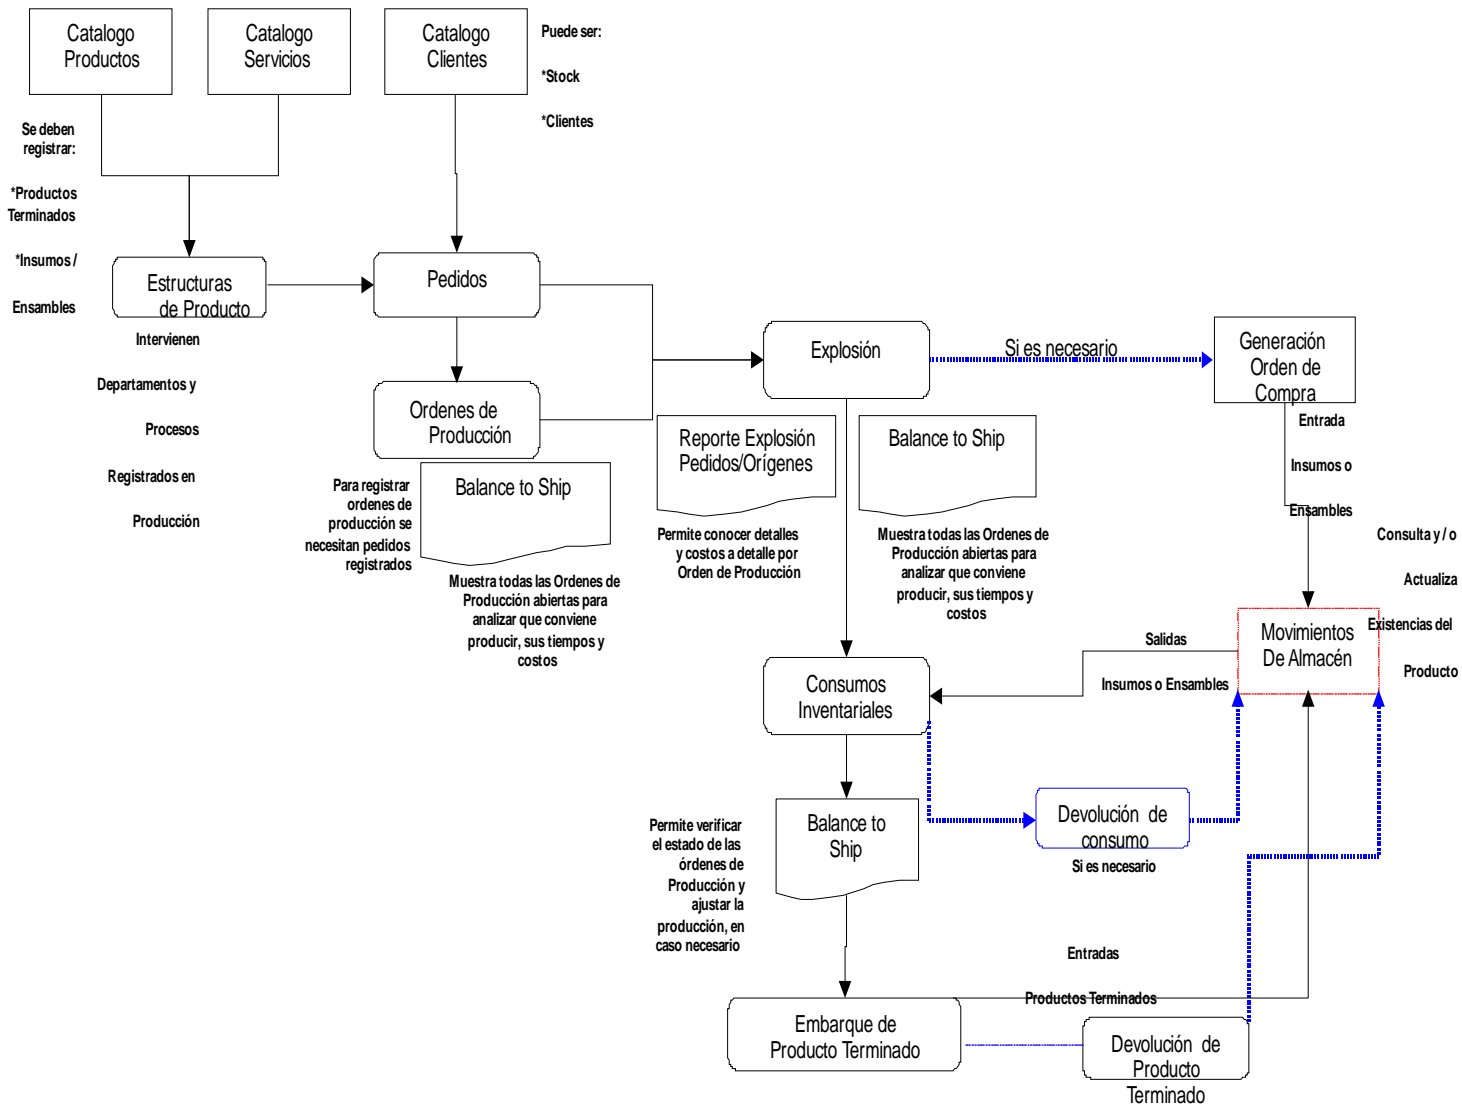 Catalogo
Productos
Catalogo
Servicios
Catalogo
Clientes
Puede ser:
*Stock
*Clientes
Se deben
registrar:
*Productos
Terminados
*Insumos /
Ensambles
Estructuras
de Producto
Pedidos
Intervienen
Departamentos y
Procesos
Registrados en
Producción
Ordenes de
Producción
Explosión
Si es necesario
Generación
Orden de
Compra
Entrada
Insumos o
Ensambles
Para registrar
ordenes de
producción se
necesitan pedidos
registrados
Balance to Ship
Muestra todas las Ordenes de
Producción abiertas para
analizar que conviene
producir, sus tiempos y
costos
Reporte Explosión
Pedidos/Orígenes
Permite conocer detalles
y costos a detalle por
Orden de Producción
Balance to Ship
Muestra todas las Ordenes de
Producción abiertas para
analizar que conviene
producir, sus tiempos y
costos
Consulta y / o
Actualiza
Existencias del
Producto
Movimientos
De Almacén
Salidas
Insumos o Ensambles
Consumos
Inventariales
Devolución de
consumo
Si es necesario
Permite verificar
el estado de las
órdenes de
Producción y
ajustar la
producción, en
caso necesario
Balance to
Ship
Entradas
Productos Terminados
Embarque de
Producto Terminado
Devolución de
Producto
Terminado